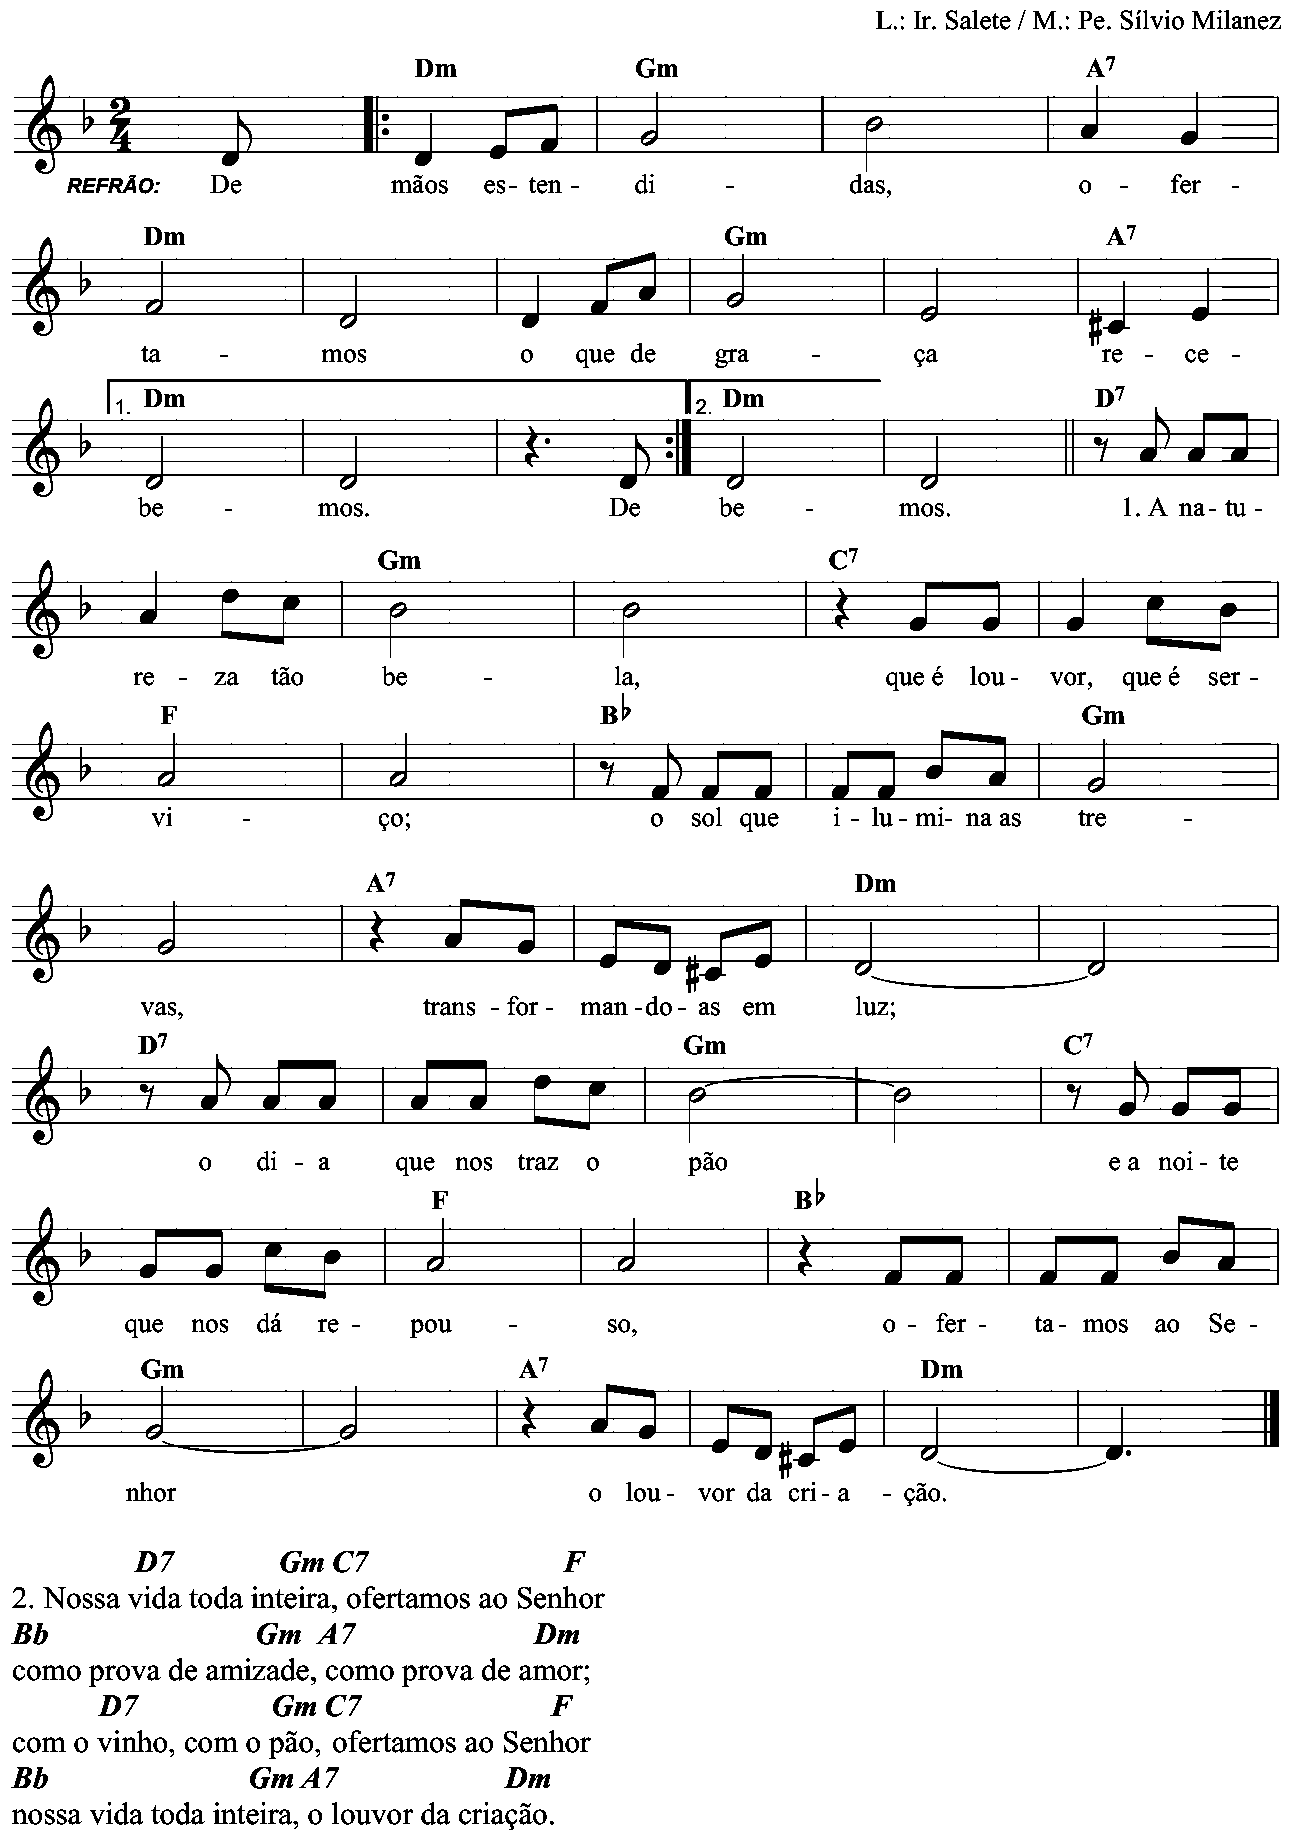 L.: Ir. Salete / M.: Pe. Sílvio Milanez
Dm Gm A7
REFRÃO: De mãos es- ten- di - das, o - fer -
Dm Gm A7
ta - mos o que de gra - ça re - ce -
1. Dm 2. Dm D7
be - mos. De be - mos. 1. A na- tu-
Gm C7
re - za tão be - la, que é lou - vor, que é ser-
F B♭ Gm
vi - ço; o sol que i - lu- mi- na as tre -
A7 Dm
vas, trans - for- man -do- as em luz;
D7 Gm C7
o di - a que nos traz o pão e a noi - te
F B♭
que nos dá re - pou - so, o - fer - ta - mos ao Se-
Gm A7 Dm
nhor o lou - vor da cri - a - ção.
D7 Gm C7 F
2. Nossa vida toda inteira, ofertamos ao Senhor
Bb Gm A7 Dm
como prova de amizade, como prova de amor;
D7 Gm C7 F
com o vinho, com o pão, ofertamos ao Senhor
Bb Gm A7 Dm
nossa vida toda inteira, o louvor da criação.